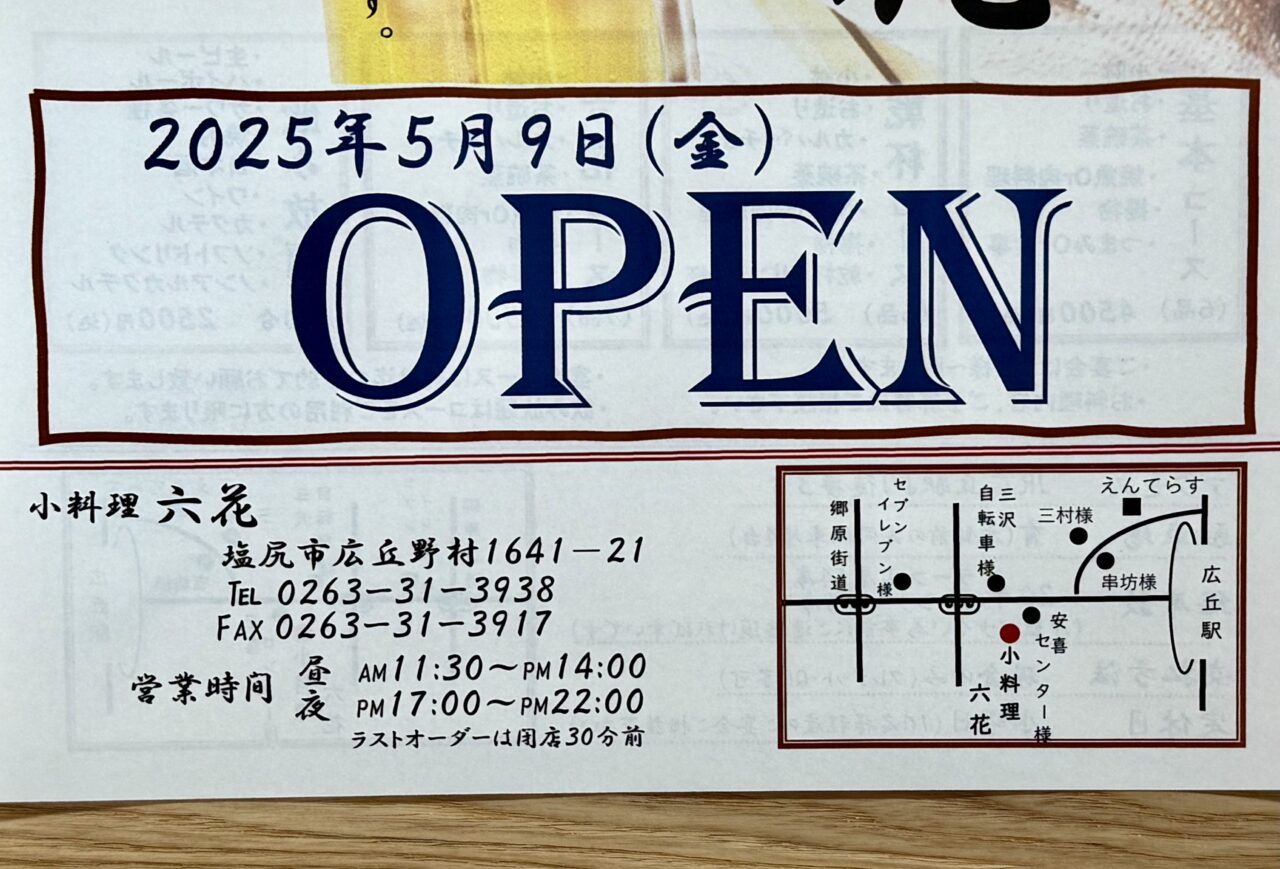 す。
2025年5月9日(金)
OPEN
小料理 六花
塩尻市広丘野村1641-21
TEL 0263-31-3938
FAX 0263-31-3917
営業時間 昼 AM11:30〜PM14:00
夜 PM17:00〜PM22:00
ラストオーダーは閉店30分前
郷原街道
セブンイレブン様
三沢自転車様
三村様
えんてらす
串坊様
広丘駅
安喜センター様
小料理 六花